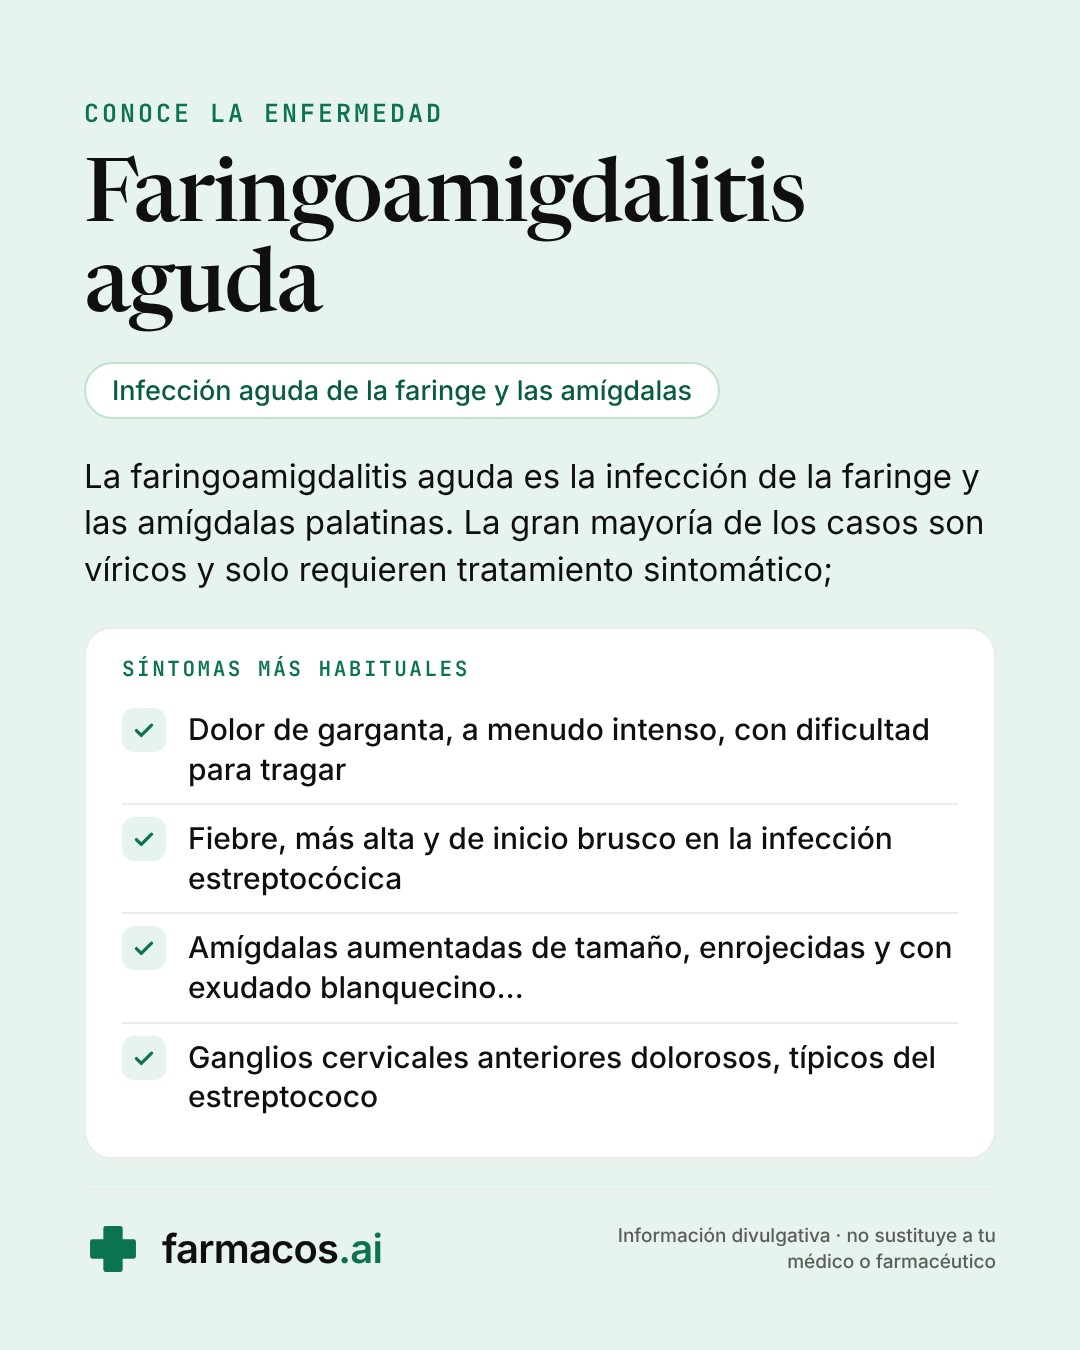 CONOCE LA ENFERMEDAD
Faringoamigdalitis
aguda
Infección aguda de la faringe y las amígdalas
La faringoamigdalitis aguda es la infección de la faringe y
las amígdalas palatinas. La gran mayoría de los casos son
víricos y solo requieren tratamiento sintomático;
SÍNTOMAS MÁS HABITUALES
Dolor de garganta, a menudo intenso, con dificultad
para tragar
Fiebre, más alta y de inicio brusco en la infección
estreptocócica
Amígdalas aumentadas de tamaño, enrojecidas y con
exudado blanquecino...
Ganglios cervicales anteriores dolorosos, típicos del
estreptococo
farmacos.ai
Información divulgativa · no sustituye a tu
médico o farmacéutico